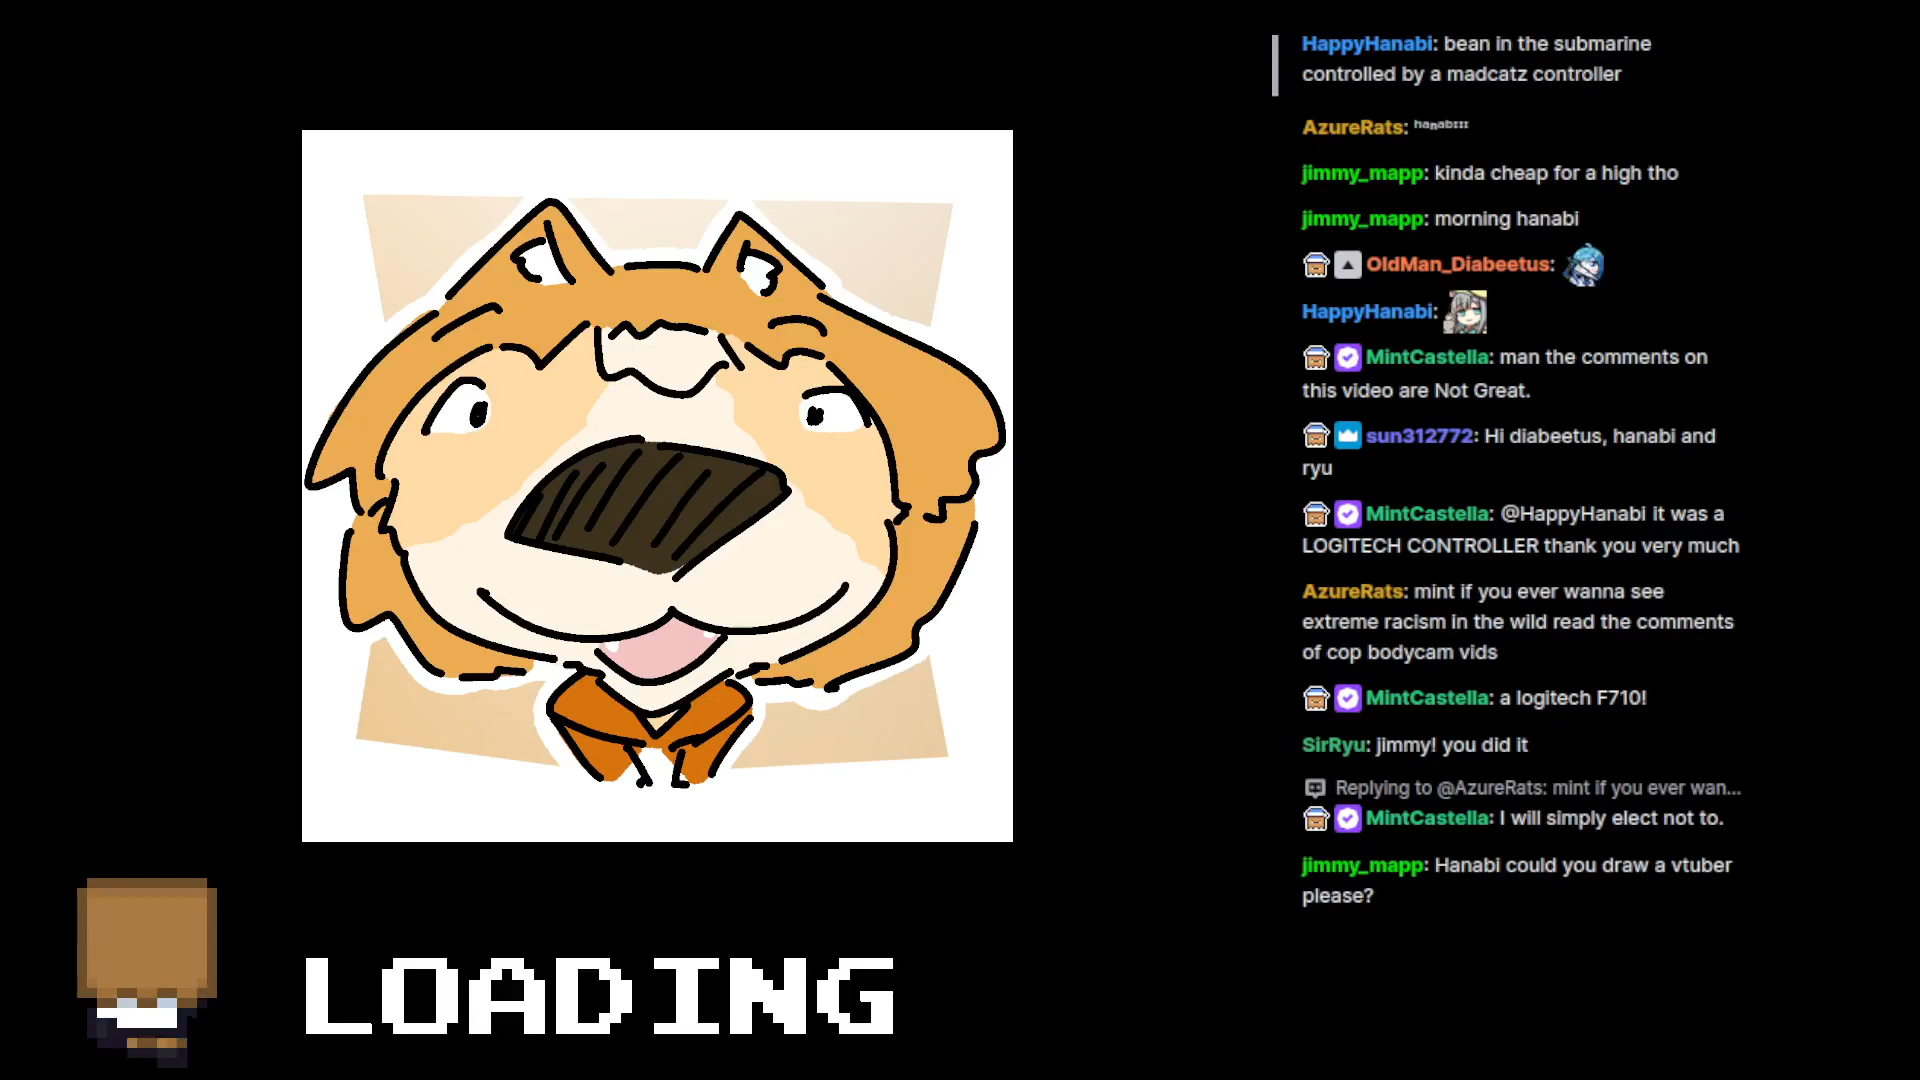 HappyHanabi: bean in the submarine
controlled by a madcatz controller
AzureRats: ʰᵃⁿᵃᵇᶦᶦᶦ
jimmy_mapp: kinda cheap for a high tho
jimmy_mapp: morning hanabi
OldMan_Diabeetus:
HappyHanabi:
MintCastella: man the comments on
this video are Not Great.
sun312772: Hi diabeetus, hanabi and
ryu
MintCastella: @HappyHanabi it was a
LOGITECH CONTROLLER thank you very much
AzureRats: mint if you ever wanna see
extreme racism in the wild read the comments
of cop bodycam vids
MintCastella: a logitech F710!
SirRyu: jimmy! you did it
Replying to @AzureRats: mint if you ever wan...
MintCastella: I will simply elect not to.
jimmy_mapp: Hanabi could you draw a vtuber
please?
LOADING